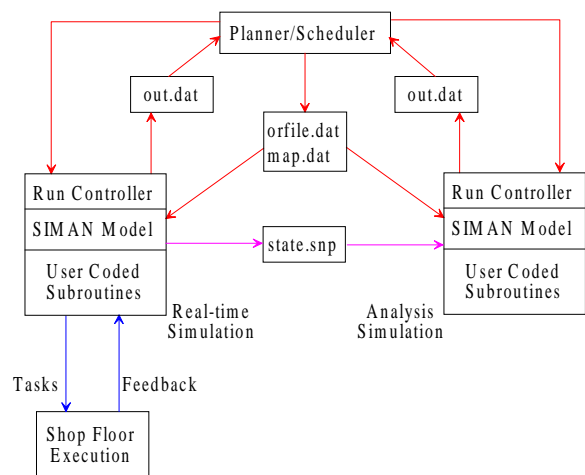 Planner/Scheduler
out.dat
out.dat
orfile.dat
map.dat
Run Controller
SIMAN Model
User Coded
Subroutines
state.snp
Run Controller
SIMAN Model
User Coded
Subroutines
Real-time
Simulation
Analysis
Simulation
Tasks
Feedback
Shop Floor
Execution